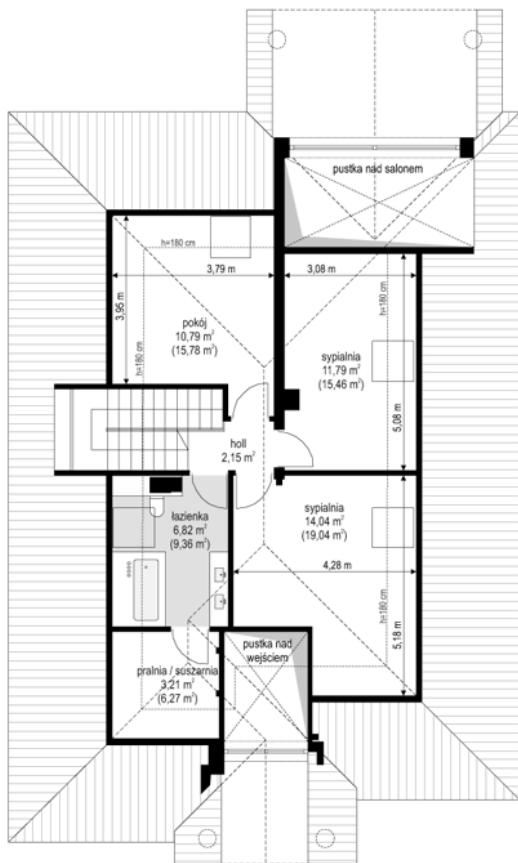 pustka nad salonem
h=180 cm
3,79 m
3,08 m
h=180 cm
3,95 m
pokój
10,79 m²
(15,78 m²)
h=180 cm
sypialnia
11,79 m²
(15,46 m²)
5,08 m
holl
2,15 m²
łazienka
6,82 m²
(9,36 m²)
sypialnia
14,04 m²
(19,04 m²)
4,28 m
h=180 cm
5,18 m
pustka nad
wejściem
pralnia / suszarnia
3,21 m²
(6,27 m²)